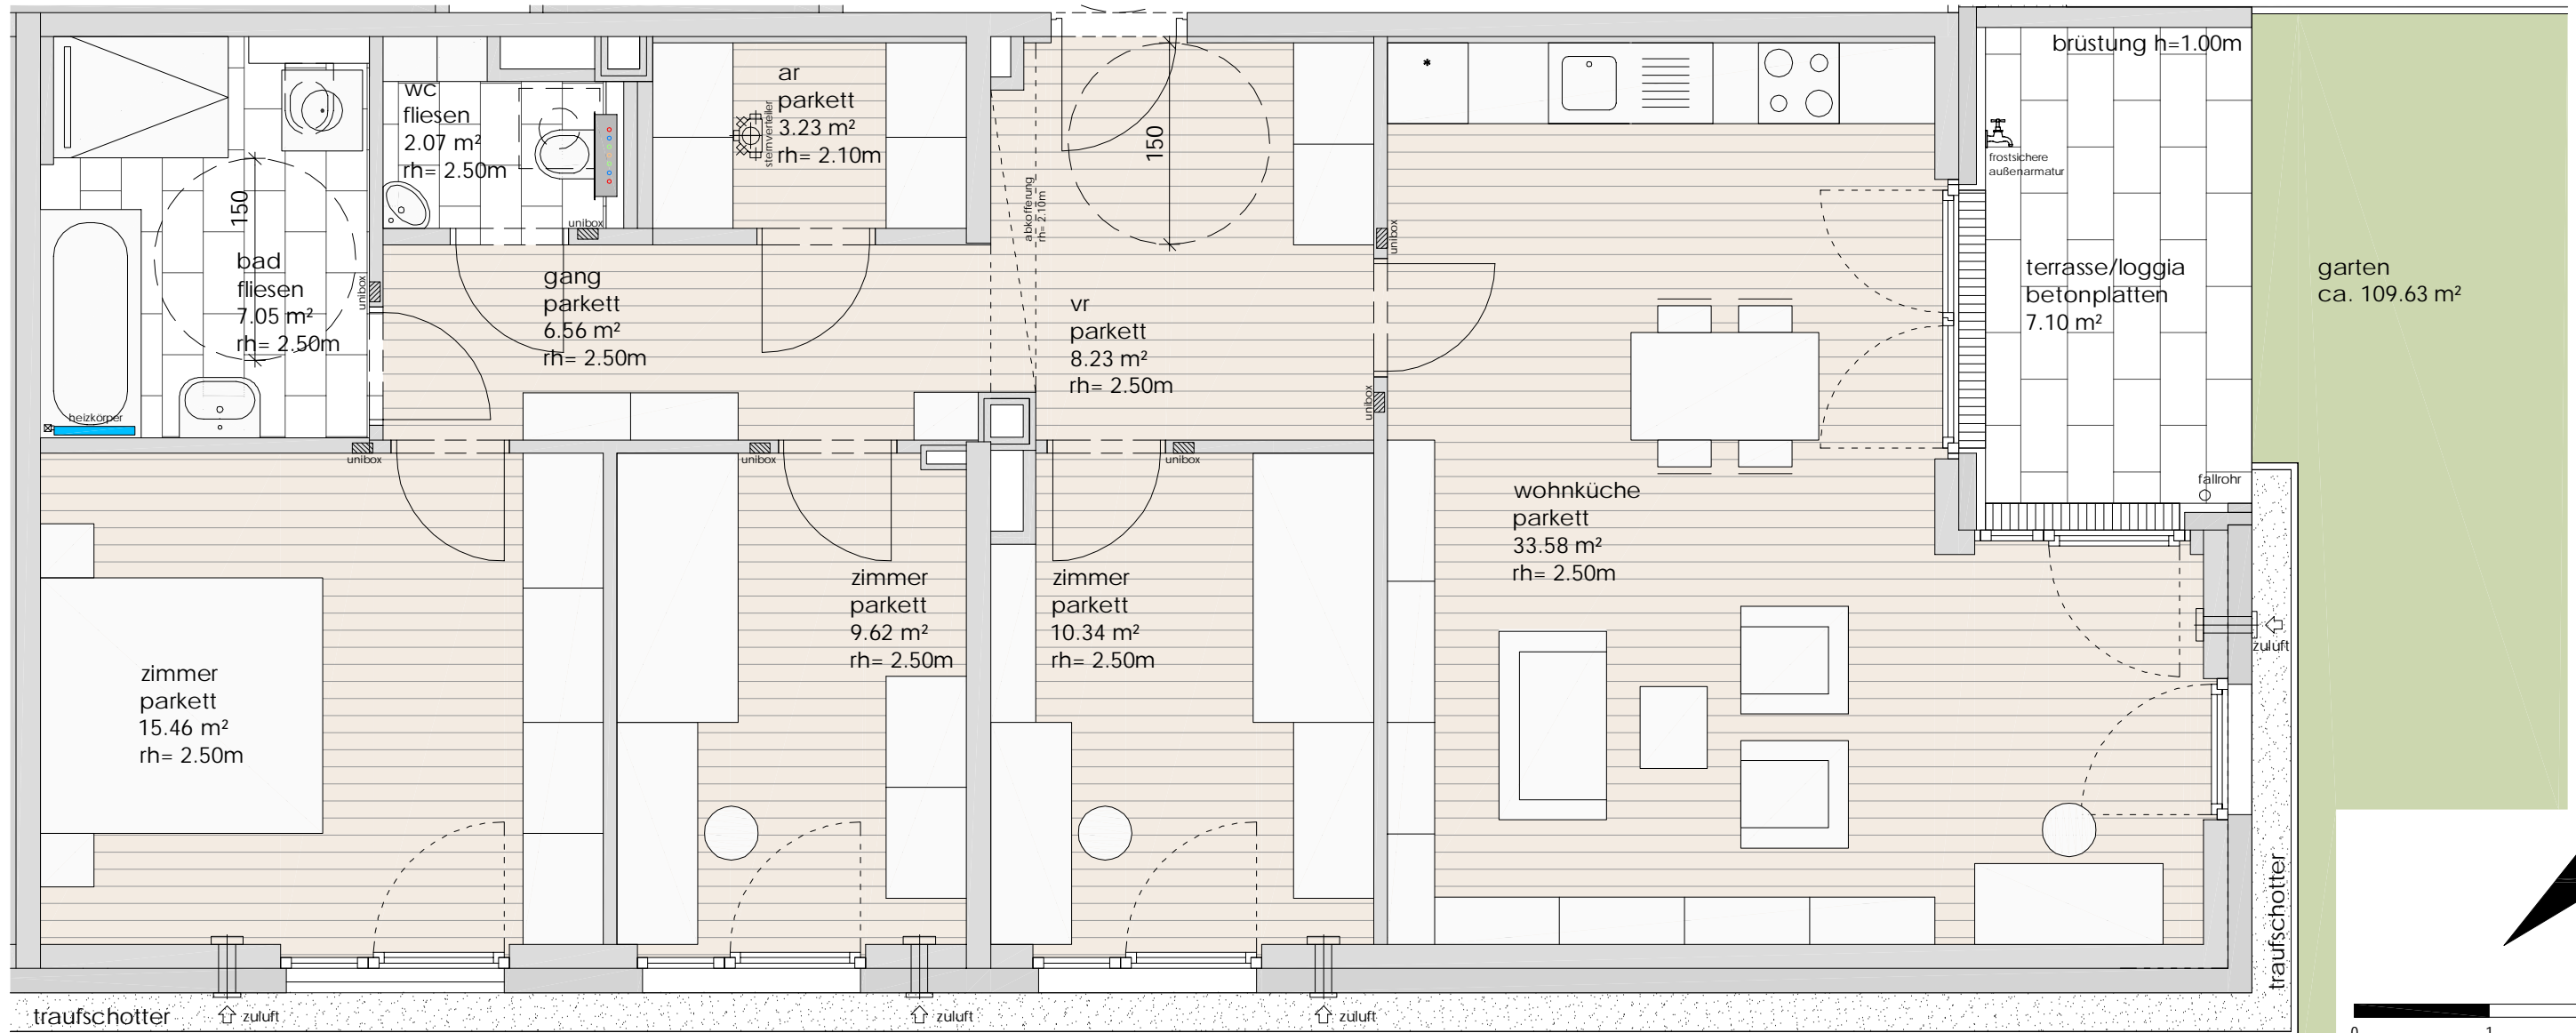 brüstung h=1.00m
ar
parkett
3.23 m²
rh= 2.10m
sternverteiler
wc
fliesen
2.07 m²
rh= 2.50m
unibox
150
150
abkofferung
rh= 2.10m
frostsichere
außenarmatur
bad
fliesen
7.05 m²
rh= 2.50m
unibox
gang
parkett
6.56 m²
rh= 2.50m
vr
parkett
8.23 m²
rh= 2.50m
unibox
unibox
terrasse/loggia
betonplatten
7.10 m²
garten
ca. 109.63 m²
heizkörper
unibox
unibox
unibox
wohnküche
parkett
33.58 m²
rh= 2.50m
fallrohr
zimmer
parkett
15.46 m²
rh= 2.50m
zimmer
parkett
9.62 m²
rh= 2.50m
zimmer
parkett
10.34 m²
rh= 2.50m
zuluft
traufschotter
traufschotter
zuluft
zuluft
zuluft
0 1